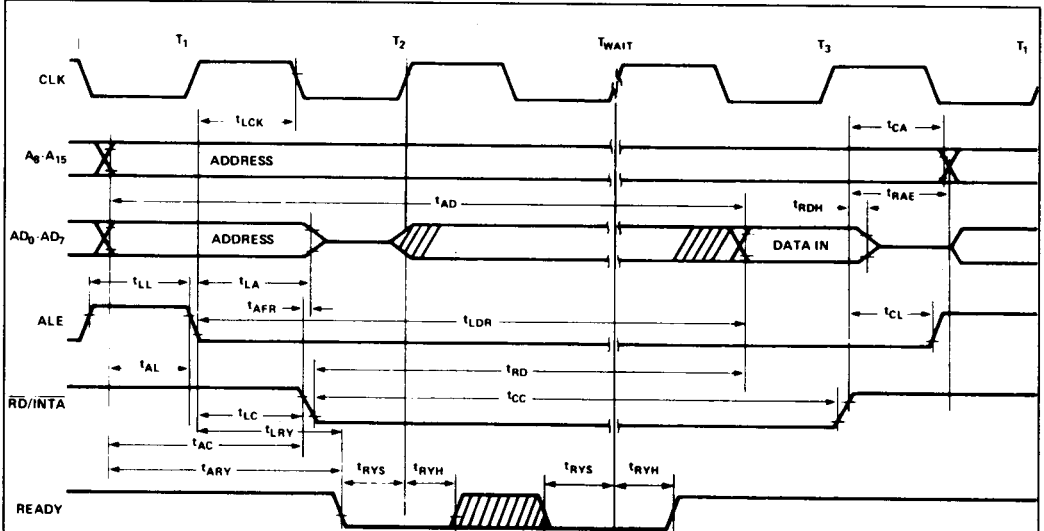 T1 T2 TWAIT T3 T1
CLK
tLCK tCA
A8-A15 ADDRESS
tAD tRDH tRAE
AD0-AD7 ADDRESS DATA IN
tLL tLA
tAFR tLDR tCL
ALE
tAL tRD
RD/INTA tCC
tLC
tLRY
tAC
tARY tRYS tRYH tRYS tRYH
READY